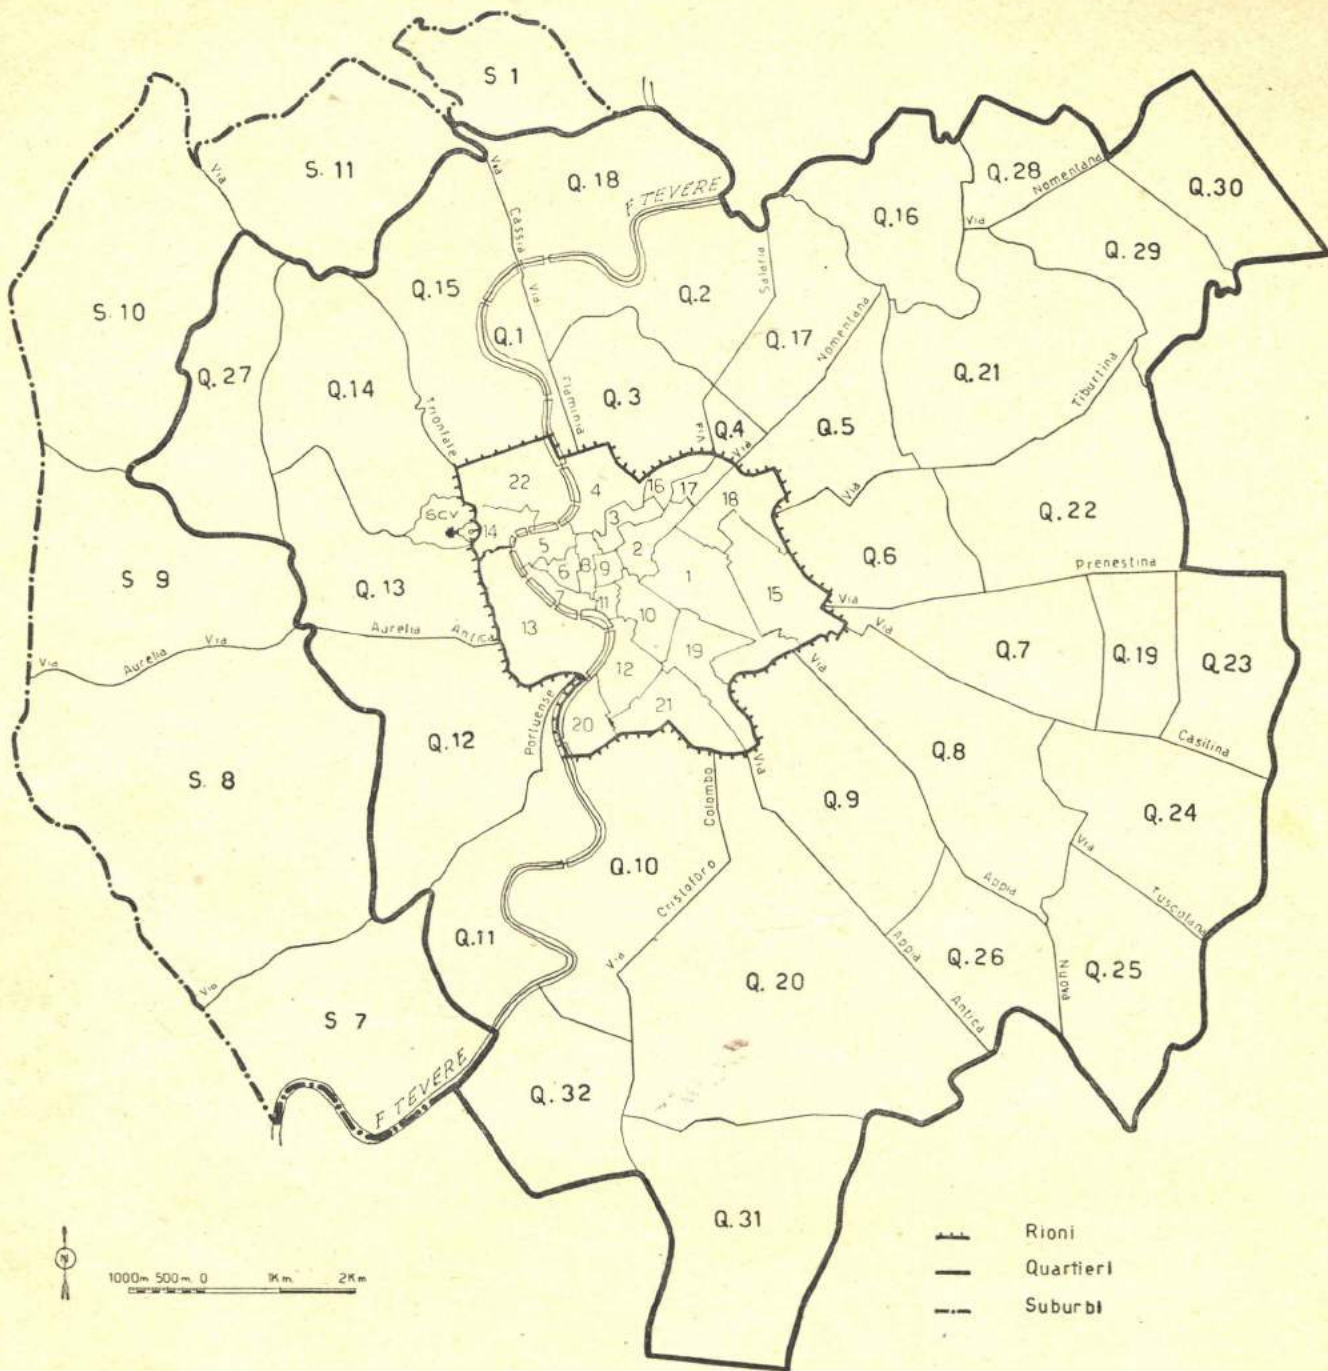 S 1
S. 11
Q. 18
F TEVERE
Via
Cassia
Via
Flaminia
Via
Q. 28
Nomentana
Via
Q. 30
Q. 16
Q. 29
S. 10
Q. 15
Q. 1
Q. 2
Salaria
Q. 17
Nomentana
Via
Q. 27
Q. 14
Trionfale
Q. 3
Q. 4
Via
Q. 5
Q. 21
Tiburtina
Via
22
4
16
17
18
SCV
14
3
5
2
Q. 6
Q. 22
6
8
9
1
15
7
11
10
13
19
12
20
21
S 9
Q. 13
Via
Aurelia
Via
Aurelia
Antica
Prenestina
Via
Via
Q. 7
Q. 19
Q. 23
Casilina
Via
Portuense
Q. 12
S. 8
Via
Colombo
Q. 9
Q. 8
Q. 24
Via
Tuscolana
Q. 10
Cristoforo
Via
Appia
Nuova
Q. 11
Appia
Antica
Q. 26
Q. 25
Via
S 7
Q. 20
F TEVERE
Q. 32
Q. 31
N
1000m 500m. 0 1Km. 2Km
Rioni
Quartieri
Suburbi